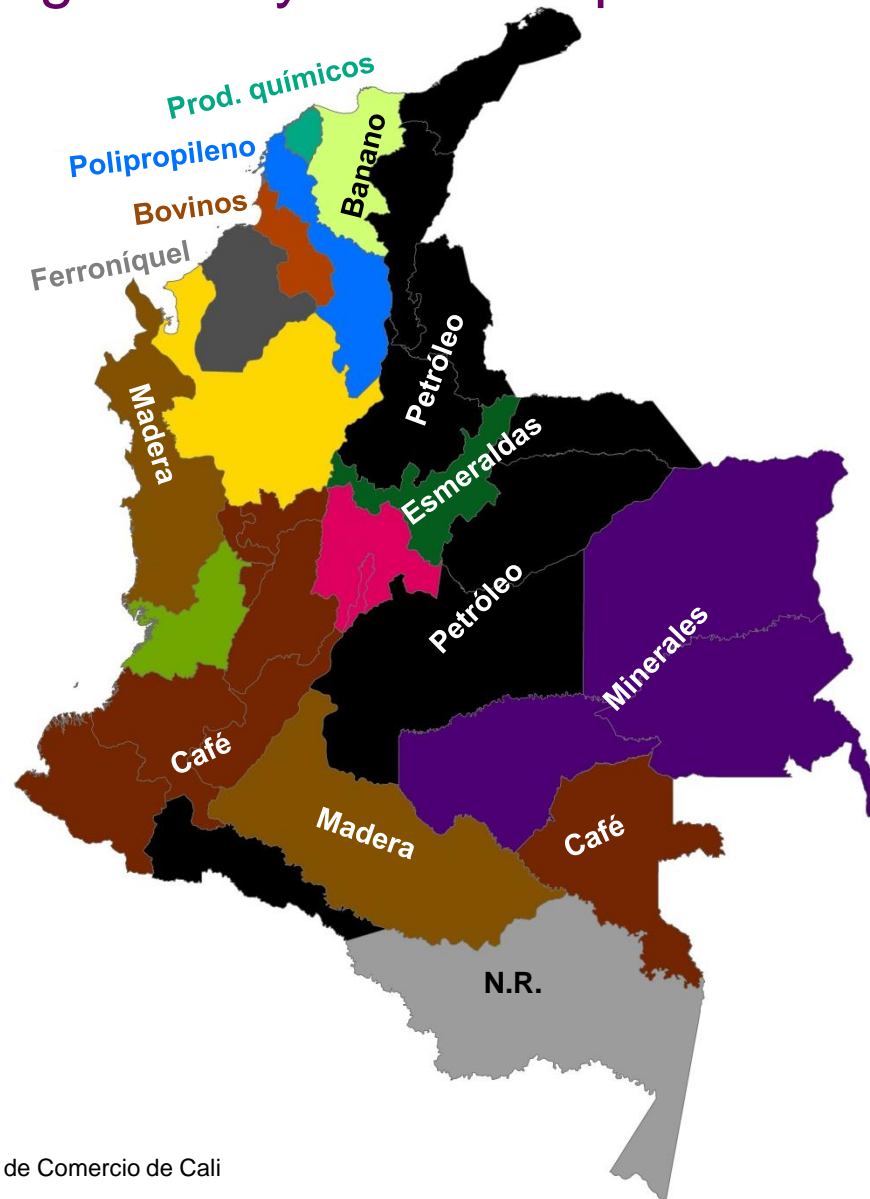 Prod. químicos
Polipropileno
Banano
Bovinos
Ferroníquel
Petróleo
Madera
Esmeraldas
Petróleo
Minerales
Café
Madera
Café
N.R.
de Comercio de Cali